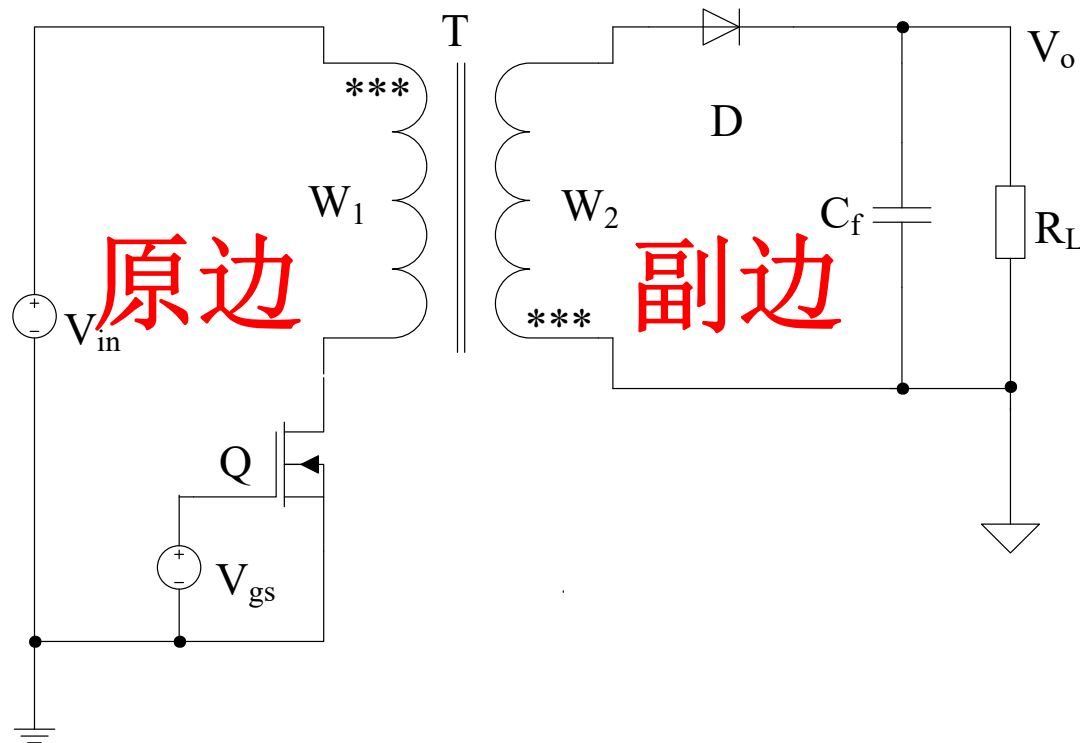 T
V_o
***
D
W_1
W_2
C_f
R_L
原边
副边
***
V_in
Q
V_gs